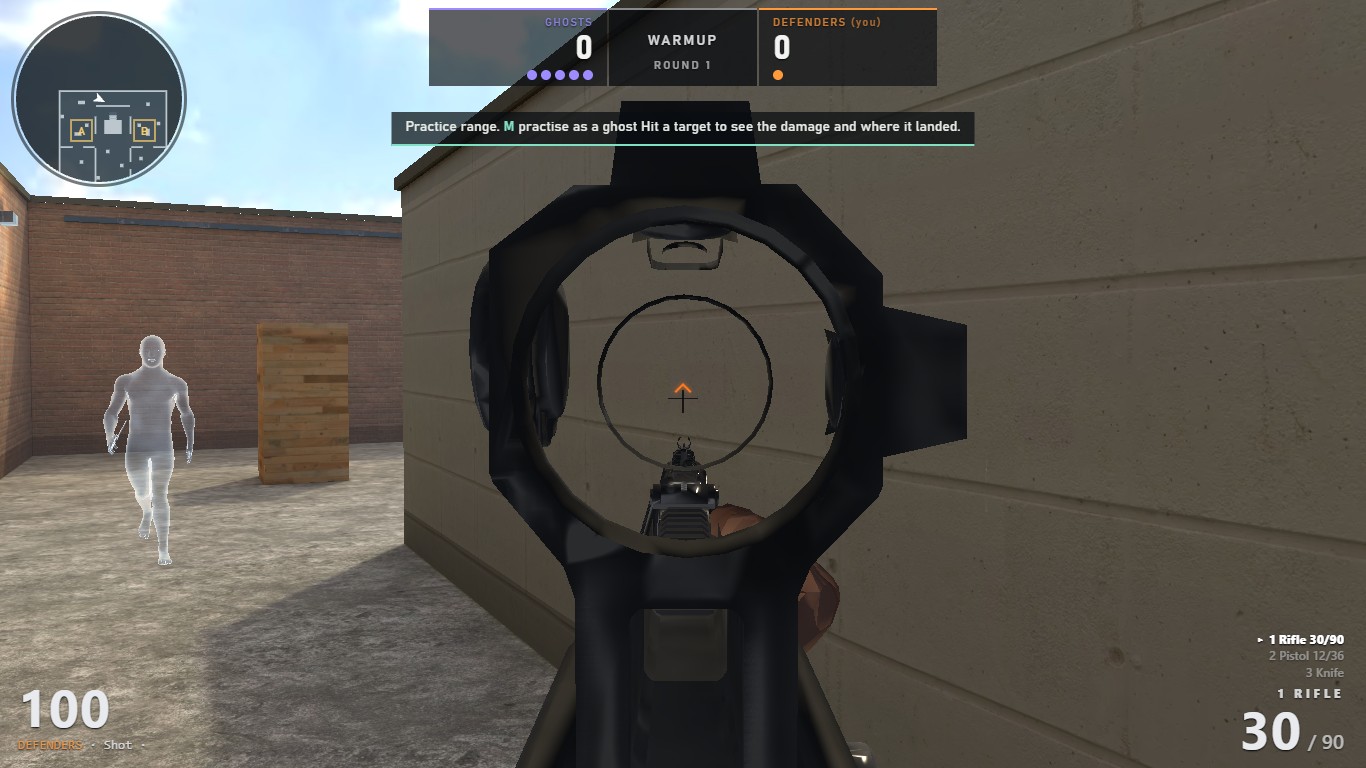 GHOSTS
0
WARMUP
ROUND 1
DEFENDERS (you)
0
A
B
Practice range. M practise as a ghost Hit a target to see the damage and where it landed.
▸ 1 Rifle 30/90
2 Pistol 12/36
3 Knife
1 RIFLE
30 / 90
100
DEFENDERS · Shot ·